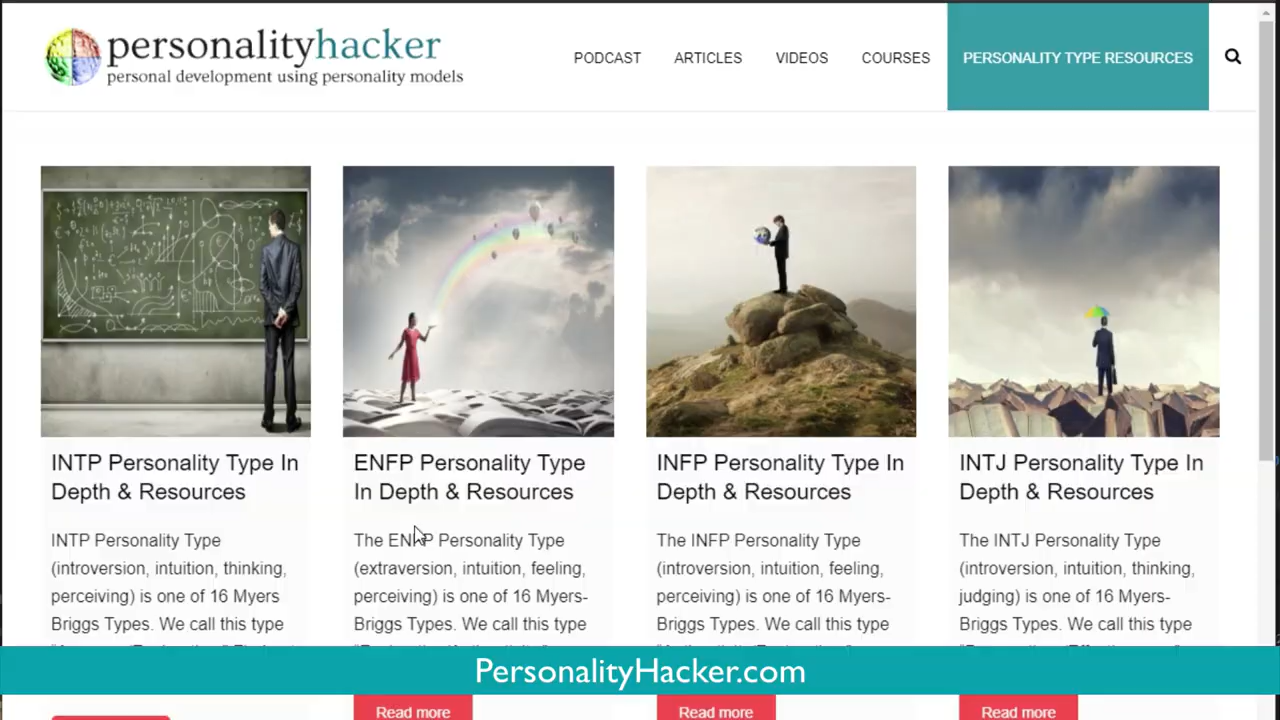 personalityhacker
personal development using personality models
PODCAST
ARTICLES
VIDEOS
COURSES
PERSONALITY TYPE RESOURCES
INTP Personality Type In
Depth & Resources
INTP Personality Type
(introversion, intuition, thinking,
perceiving) is one of 16 Myers
Briggs Types. We call this type
ENFP Personality Type
In Depth & Resources
The ENFP Personality Type
(extraversion, intuition, feeling,
perceiving) is one of 16 Myers-
Briggs Types. We call this type
Read more
INFP Personality Type In
Depth & Resources
The INFP Personality Type
(introversion, intuition, feeling,
perceiving) is one of 16 Myers-
Briggs Types. We call this type
Read more
INTJ Personality Type In
Depth & Resources
The INTJ Personality Type
(introversion, intuition, thinking,
judging) is one of 16 Myers-
Briggs Types. We call this type
Read more
PersonalityHacker.com